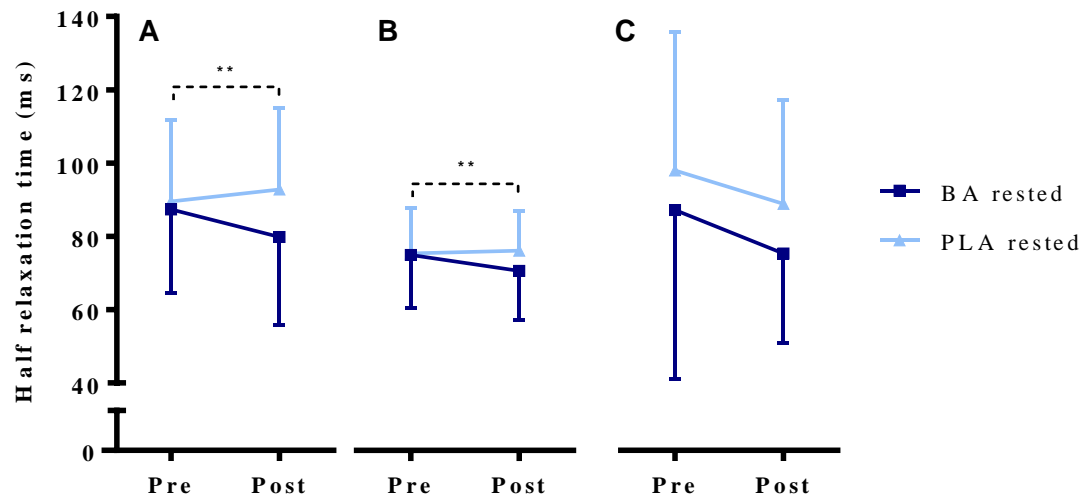 A
B
C
**
**
Half relaxation time (ms)
140
120
100
80
60
40
0
Pre Post
Pre Post
Pre Post
BA rested
PLA rested